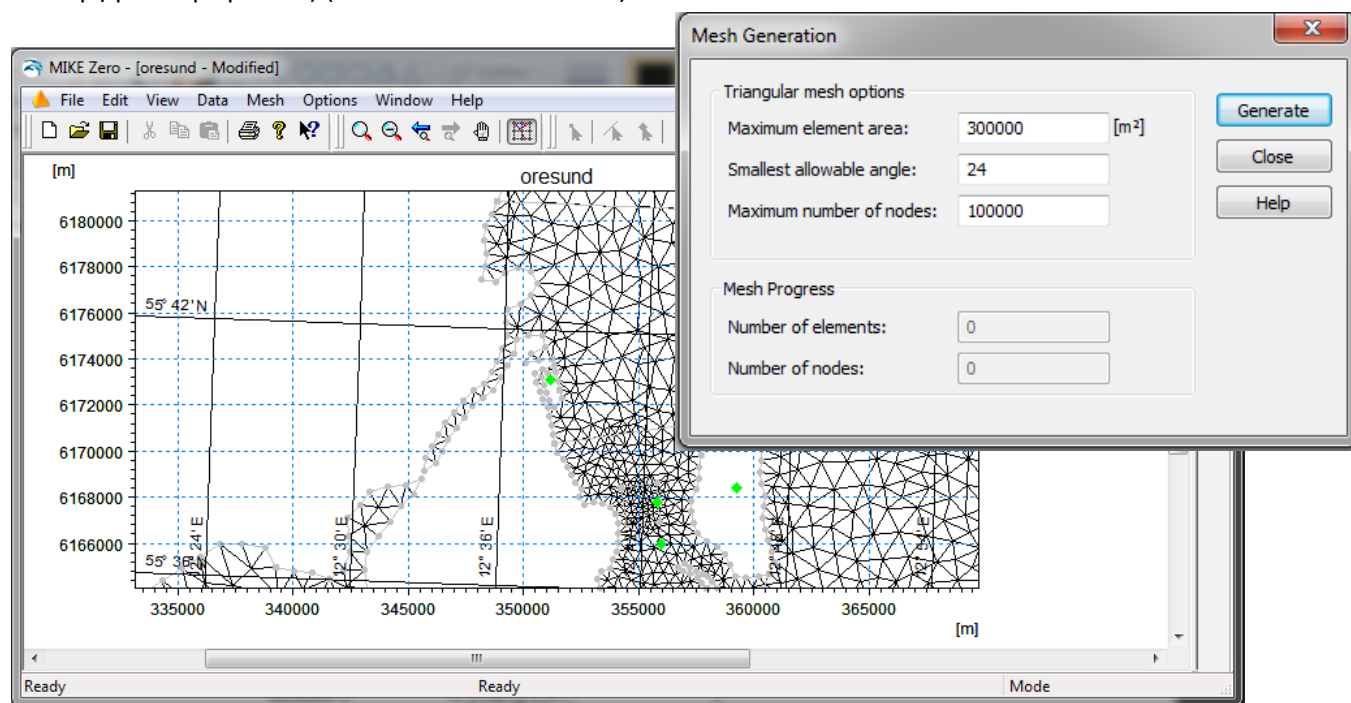 Mesh Generation
MIKE Zero - [oresund - Modified]
File Edit View Data Mesh Options Window Help
Triangular mesh options
Maximum element area: 300000 [m²]
Smallest allowable angle: 24
Maximum number of nodes: 100000
Generate
Close
Help
Mesh Progress
Number of elements: 0
Number of nodes: 0
[m]
oresund
6180000
6178000
6176000
6174000
6172000
6170000
6168000
6166000
55° 42' N
12° 30' E
12° 36' E
12° 48' E
12° 54' E
335000 340000 345000 350000 355000 360000 365000
[m]
Ready Ready Mode